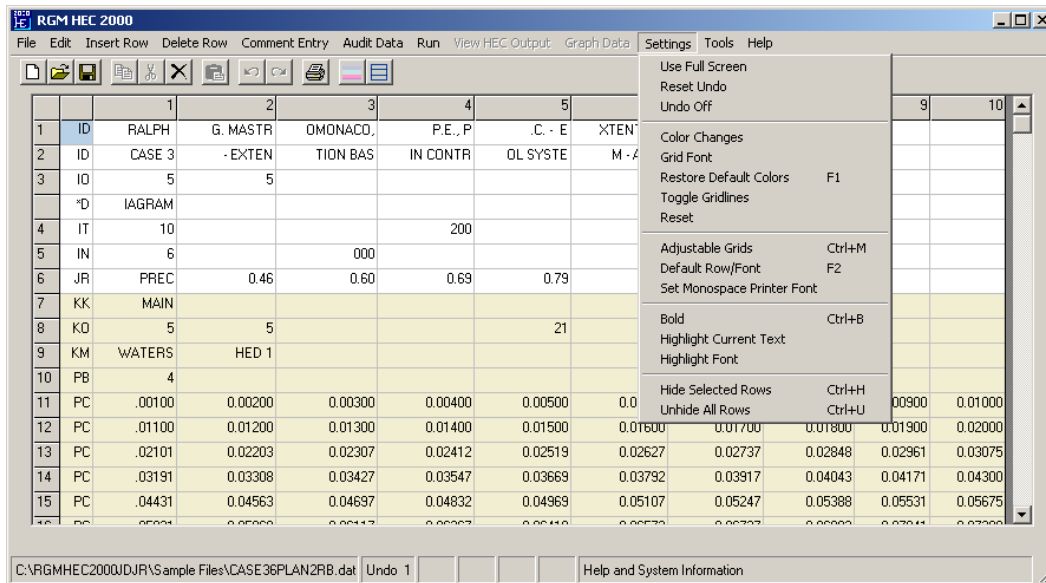 RGM HEC 2000
File Edit Insert Row Delete Row Comment Entry Audit Data Run View HEC Output Graph Data Settings Tools Help
Use Full Screen
Reset Undo
Undo Off
Color Changes
Grid Font
Restore Default Colors F1
Toggle Gridlines
Reset
Adjustable Grids Ctrl+M
Default Row/Font F2
Set Monospace Printer Font
Bold Ctrl+B
Highlight Current Text
Highlight Font
Hide Selected Rows Ctrl+H
Unhide All Rows Ctrl+U
1 2 3 4 5 9 10
1 ID RALPH G. MASTR OMONACO, P.E., P .C. - E XTENT
2 ID CASE 3 - EXTEN TION BAS IN CONTR OL SYSTE M - A
3 IO 5 5
*D IAGRAM
4 IT 10 200
5 IN 6 000
6 JR PREC 0.46 0.60 0.69 0.79
7 KK MAIN
8 KO 5 5 21
9 KM WATERS HED 1
10 PB 4
11 PC .00100 0.00200 0.00300 0.00400 0.00500 0.0 00900 0.01000
12 PC .01100 0.01200 0.01300 0.01400 0.01500 0.01600 0.01700 0.01800 0.01900 0.02000
13 PC .02101 0.02203 0.02307 0.02412 0.02519 0.02627 0.02737 0.02848 0.02961 0.03075
14 PC .03191 0.03308 0.03427 0.03547 0.03669 0.03792 0.03917 0.04043 0.04171 0.04300
15 PC .04431 0.04563 0.04697 0.04832 0.04969 0.05107 0.05247 0.05388 0.05531 0.05675
C:\RGMHEC2000JDJR\Sample Files\CASE36PLAN2RB.dat Undo 1 Help and System Information